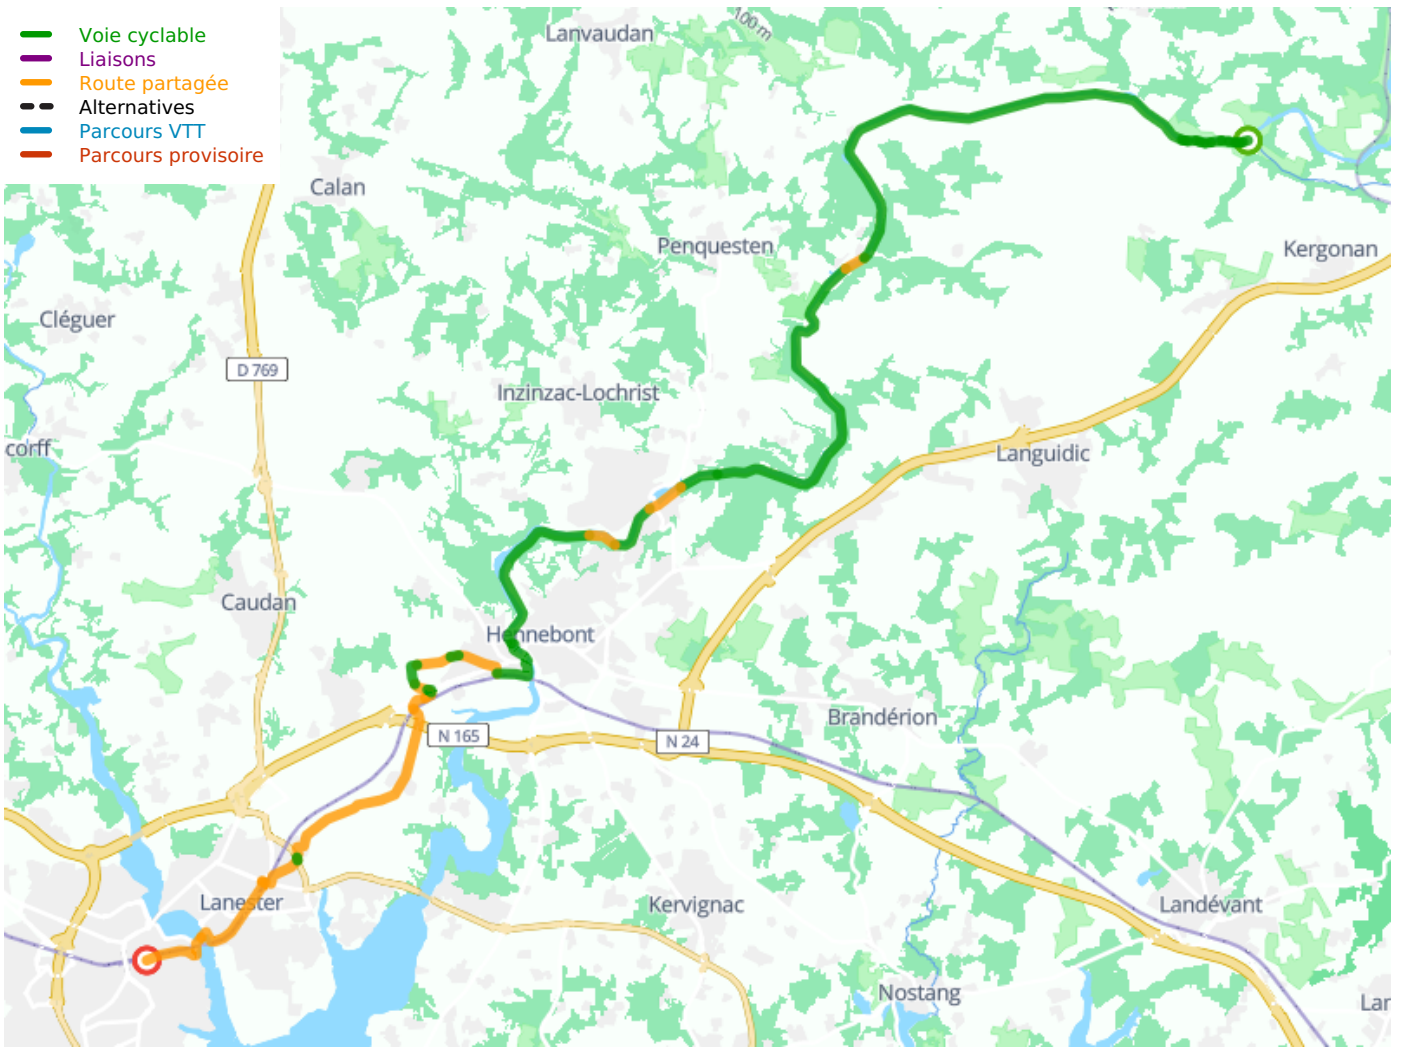 Voie cyclable
Liaisons
Route partagée
Alternatives
Parcours VTT
Parcours provisoire
Lanvaudan
100 m
Calan
Penquesten
Kergonan
Cléguer
D 769
Inzinzac-Lochrist
corff
Languidic
Caudan
Hennebont
Brandérion
N 165
N 24
Lanester
Kervignac
Landévant
Nostang
Lar